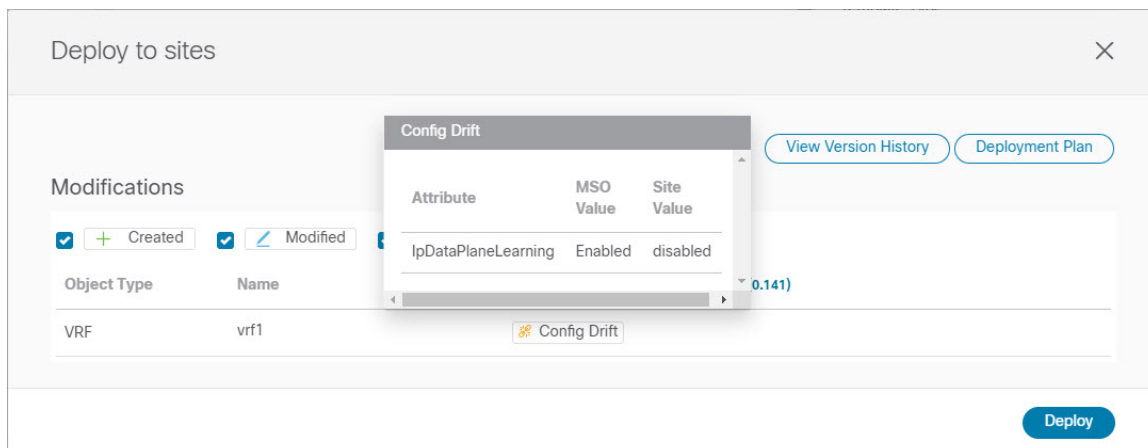 Deploy to sites
Config Drift
View Version History
Deployment Plan
Attribute
MSO Value
Site Value
IpDataPlaneLearning Enabled disabled
Modifications
Created
Modified
Object Type
Name
0.141)
VRF
vrf1
Config Drift
Deploy